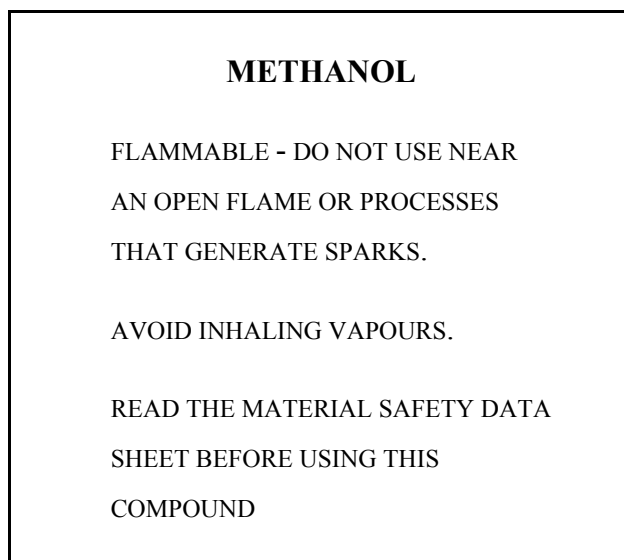 METHANOL
FLAMMABLE - DO NOT USE NEAR
AN OPEN FLAME OR PROCESSES
THAT GENERATE SPARKS.
AVOID INHALING VAPOURS.
READ THE MATERIAL SAFETY DATA
SHEET BEFORE USING THIS
COMPOUND